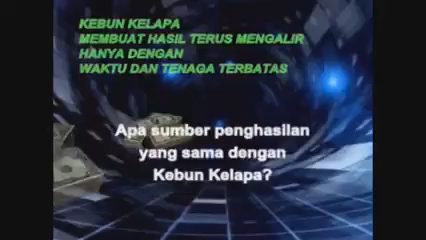 KEBUN KELAPA
MEMBUAT HASIL TERUS MENGALIR
HANYA DENGAN
WAKTU DAN TENAGA TERBATAS
Apa sumber penghasilan
yang sama dengan
Kebun Kelapa?